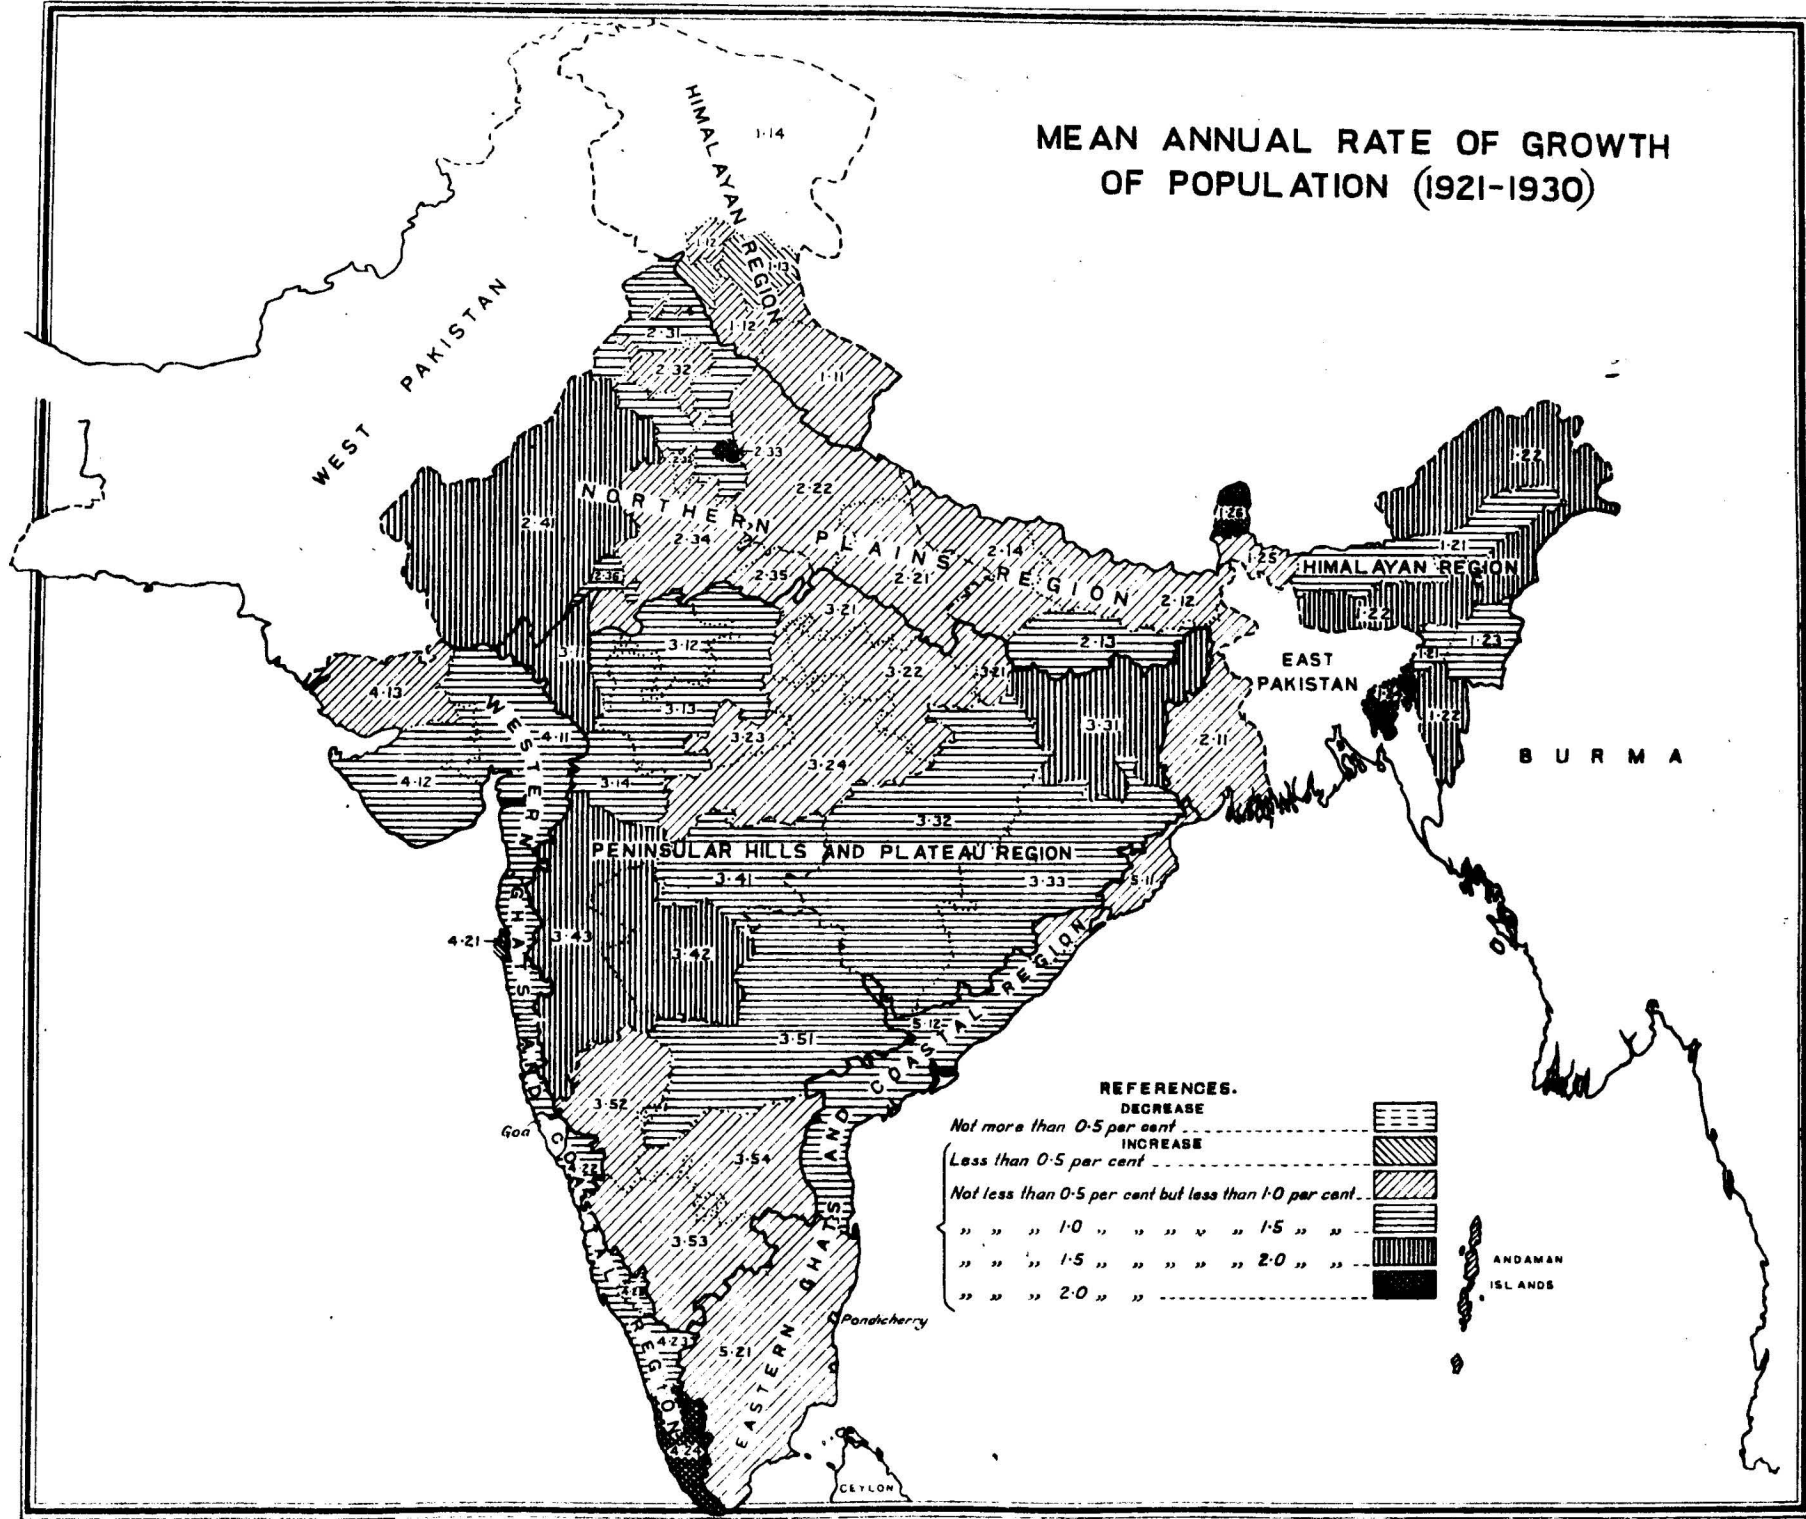 MEAN ANNUAL RATE OF GROWTH
OF POPULATION (1921-1930)
HIMALAYAN REGION
1·14
1·12
1·13
1·12
1·11
WEST PAKISTAN
2·31
2·32
2·33
2·22
NORTHERN PLAINS REGION
2·41
2·34
2·35
2·36
2·21
2·14
2·12
2·13
1·25
1·22
1·21
HIMALAYAN REGION
1·22
1·23
1·21
1·22
EAST
PAKISTAN
BURMA
3·11
3·12
3·13
3·14
3·21
3·22
3·21
3·23
3·24
3·31
2·11
4·13
4·11
4·12
3·32
PENINSULAR HILLS AND PLATEAU REGION
3·41
3·33
5·11
4·21
3·43
3·42
3·51
5·12
WESTERN GHATS AND COASTAL REGION
EASTERN GHATS AND COASTAL REGION
3·52
Goa
4·22
3·54
3·53
4·23
5·21
4·24
Pondicherry
CEYLON
REFERENCES.
DECREASE
Not more than 0·5 per cent
INCREASE
Less than 0·5 per cent
Not less than 0·5 per cent but less than 1·0 per cent
„ „ „ 1·0 „ „ „ „ „ 1·5 „ „
„ „ „ 1·5 „ „ „ „ „ 2·0 „ „
„ „ „ 2·0 „ „
ANDAMAN
ISLANDS